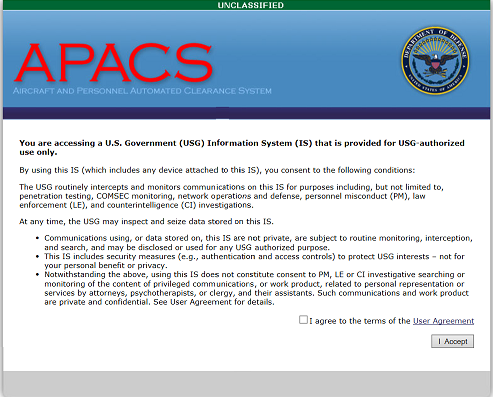 UNCLASSIFIED
APACS
AIRCRAFT AND PERSONNEL AUTOMATED CLEARANCE SYSTEM
DEPARTMENT OF DEFENSE
UNITED STATES OF AMERICA
You are accessing a U.S. Government (USG) Information System (IS) that is provided for USG-authorized
use only.
By using this IS (which includes any device attached to this IS), you consent to the following conditions:
The USG routinely intercepts and monitors communications on this IS for purposes including, but not limited to,
penetration testing, COMSEC monitoring, network operations and defense, personnel misconduct (PM), law
enforcement (LE), and counterintelligence (CI) investigations.
At any time, the USG may inspect and seize data stored on this IS.
• Communications using, or data stored on, this IS are not private, are subject to routine monitoring, interception,
and search, and may be disclosed or used for any USG authorized purpose.
• This IS includes security measures (e.g., authentication and access controls) to protect USG interests – not for
your personal benefit or privacy.
• Notwithstanding the above, using this IS does not constitute consent to PM, LE or CI investigative searching or
monitoring of the content of privileged communications, or work product, related to personal representation or
services by attorneys, psychotherapists, or clergy, and their assistants. Such communications and work product
are private and confidential. See User Agreement for details.
I agree to the terms of the User Agreement
I Accept